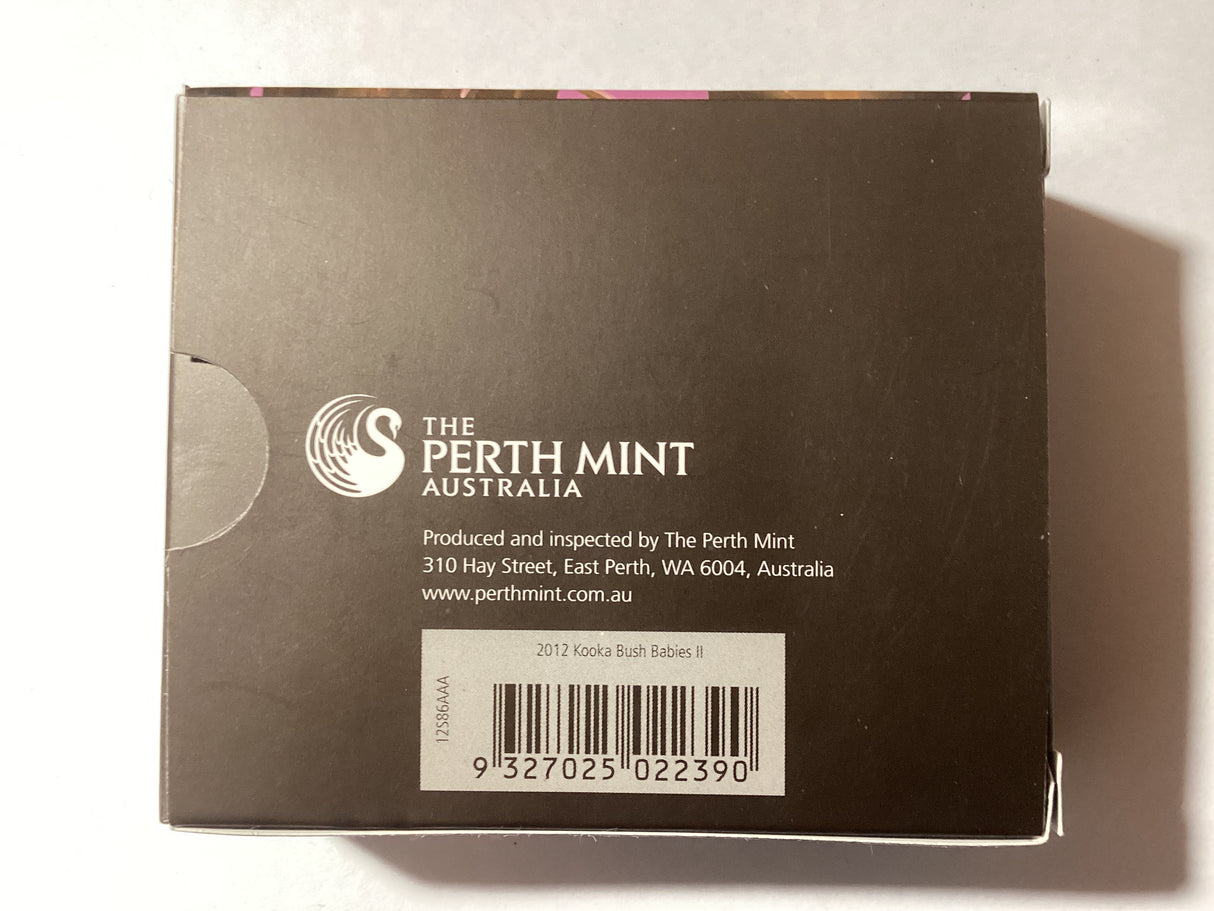 THE
PERTH MINT
AUSTRALIA
Produced and inspected by The Perth Mint
310 Hay Street, East Perth, WA 6004, Australia
www.perthmint.com.au
2012 Kooka Bush Babies II
12S86AAA
9 327025 022390